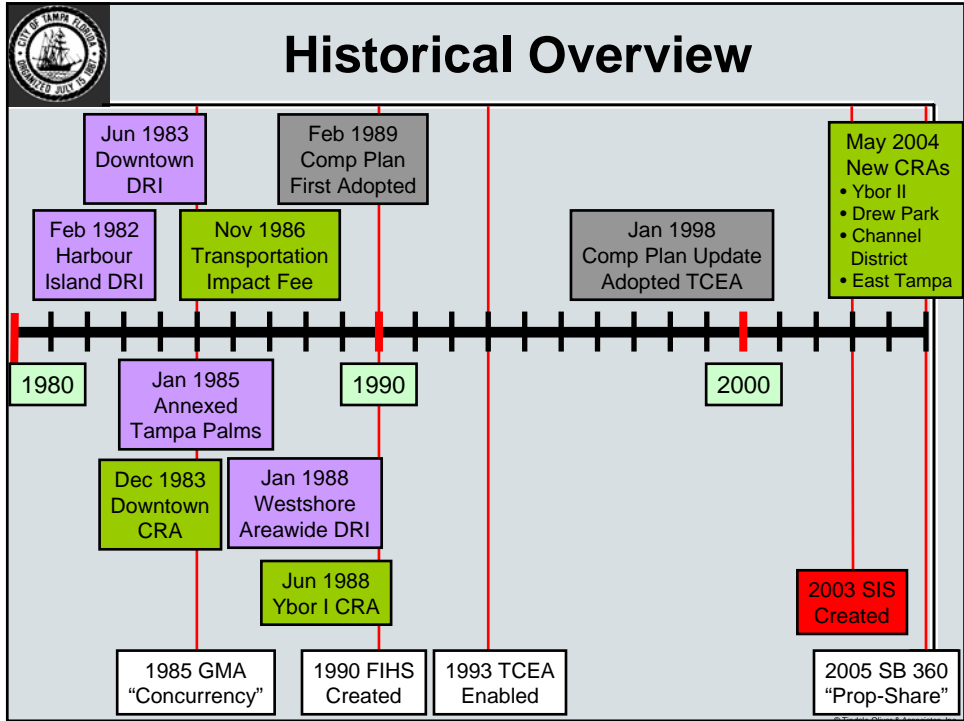 CITY OF TAMPA FLORIDA
ORGANIZED JULY 15 1887
Historical Overview
Jun 1983
Downtown
DRI
Feb 1989
Comp Plan
First Adopted
May 2004
New CRAs
• Ybor II
• Drew Park
• Channel
District
• East Tampa
Feb 1982
Harbour
Island DRI
Nov 1986
Transportation
Impact Fee
Jan 1998
Comp Plan Update
Adopted TCEA
1980
1990
2000
Jan 1985
Annexed
Tampa Palms
Dec 1983
Downtown
CRA
Jan 1988
Westshore
Areawide DRI
Jun 1988
Ybor I CRA
2003 SIS
Created
1985 GMA
“Concurrency”
1990 FIHS
Created
1993 TCEA
Enabled
2005 SB 360
“Prop-Share”